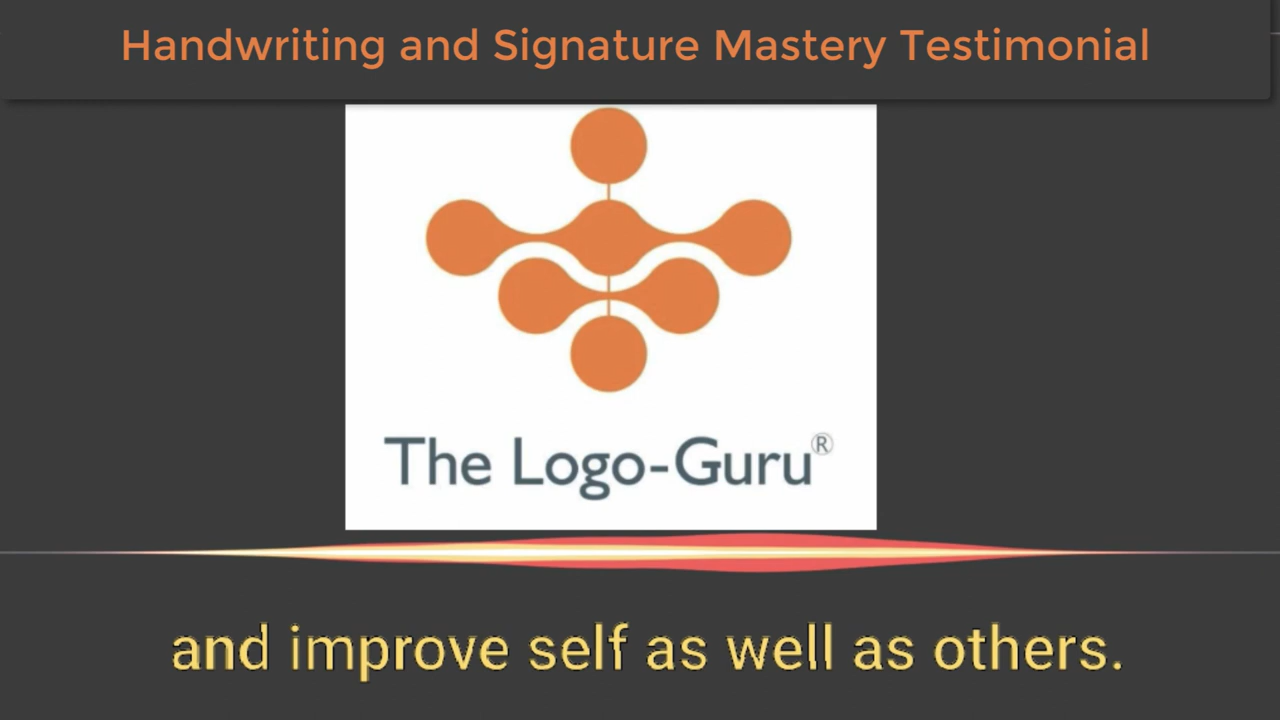 Handwriting and Signature Mastery Testimonial
The Logo-Guru®
and improve self as well as others.